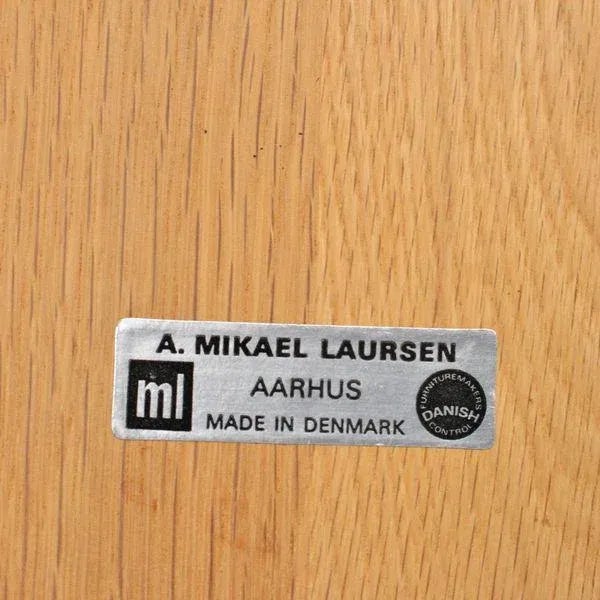 A. MIKAEL LAURSEN
ml
AARHUS
MADE IN DENMARK
FURNITUREMAKERS
DANISH
CONTROL